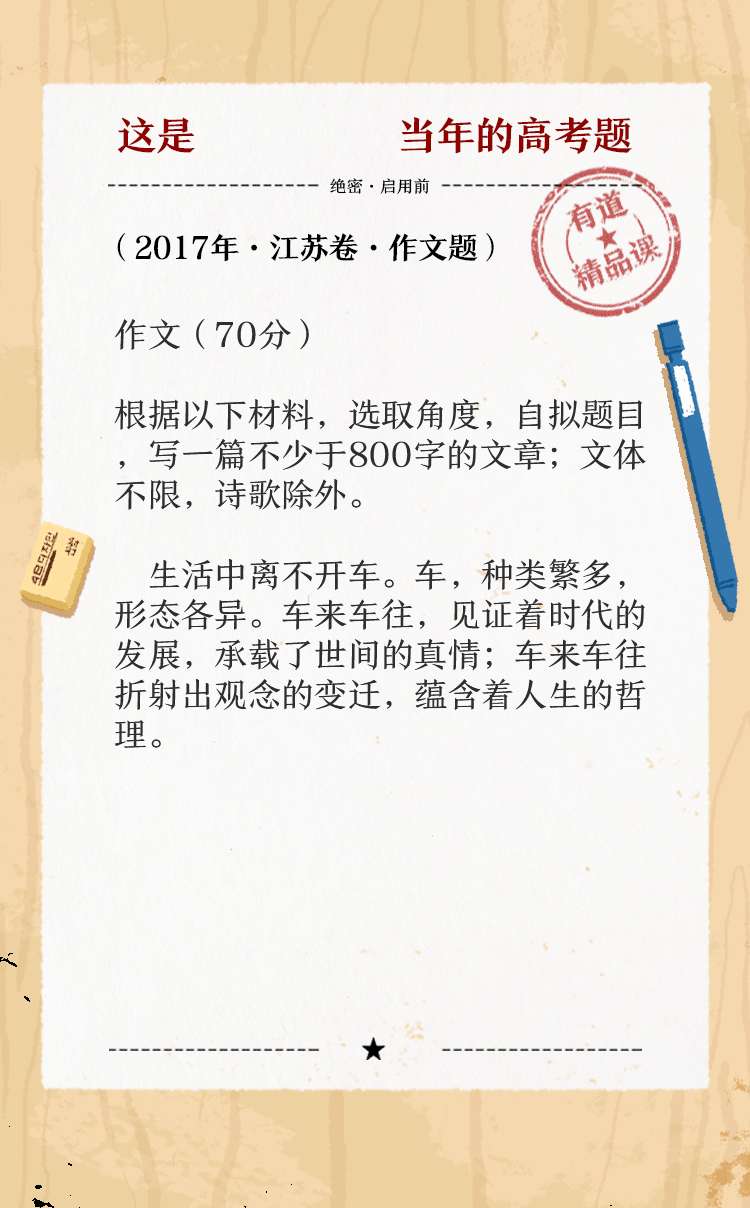 这是 当年的高考题
绝密·启用前
有道
精品课
（2017年·江苏卷·作文题）
作文（70分）
根据以下材料，选取角度，自拟题目
，写一篇不少于800字的文章；文体
不限，诗歌除外。
生活中离不开车。车，种类繁多，
形态各异。车来车往，见证着时代的
发展，承载了世间的真情；车来车往
折射出观念的变迁，蕴含着人生的哲
理。